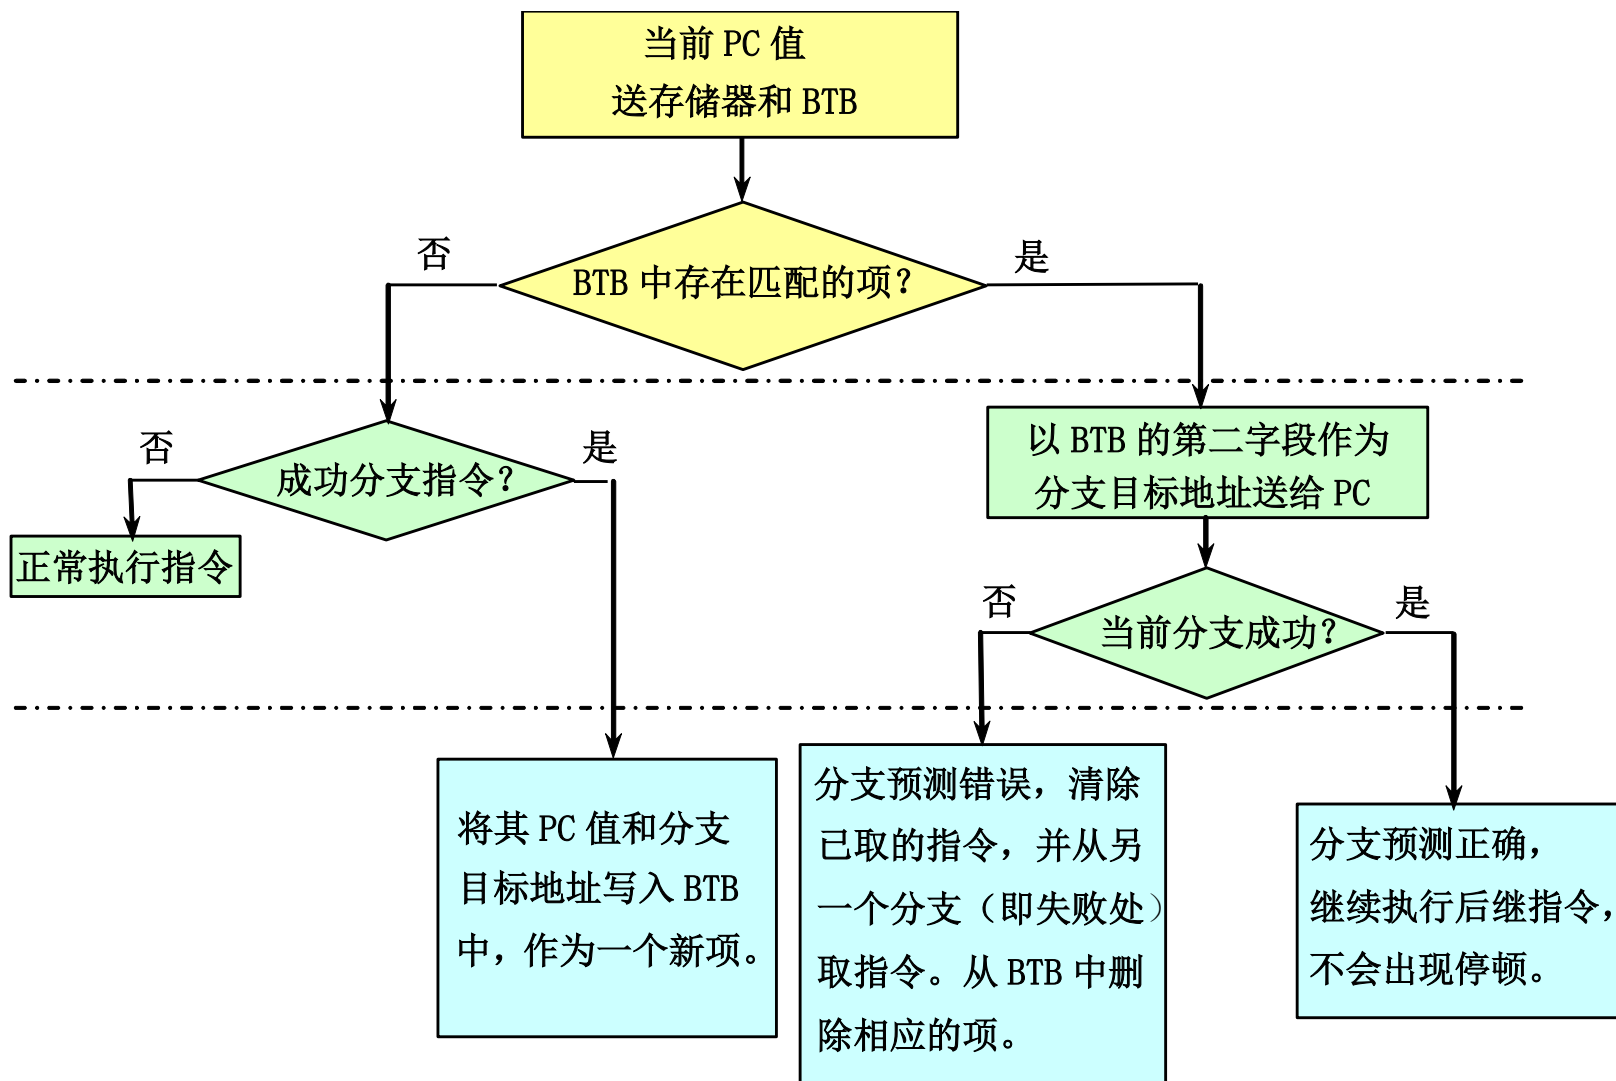 当前 PC 值
送存储器和 BTB
否
是
BTB 中存在匹配的项？
否
是
成功分支指令？
以 BTB 的第二字段作为
分支目标地址送给 PC
正常执行指令
否
是
当前分支成功？
将其 PC 值和分支
目标地址写入 BTB
中，作为一个新项。
分支预测错误，清除
已取的指令，并从另
一个分支（即失败处）
取指令。从 BTB 中删
除相应的项。
分支预测正确，
继续执行后继指令，
不会出现停顿。